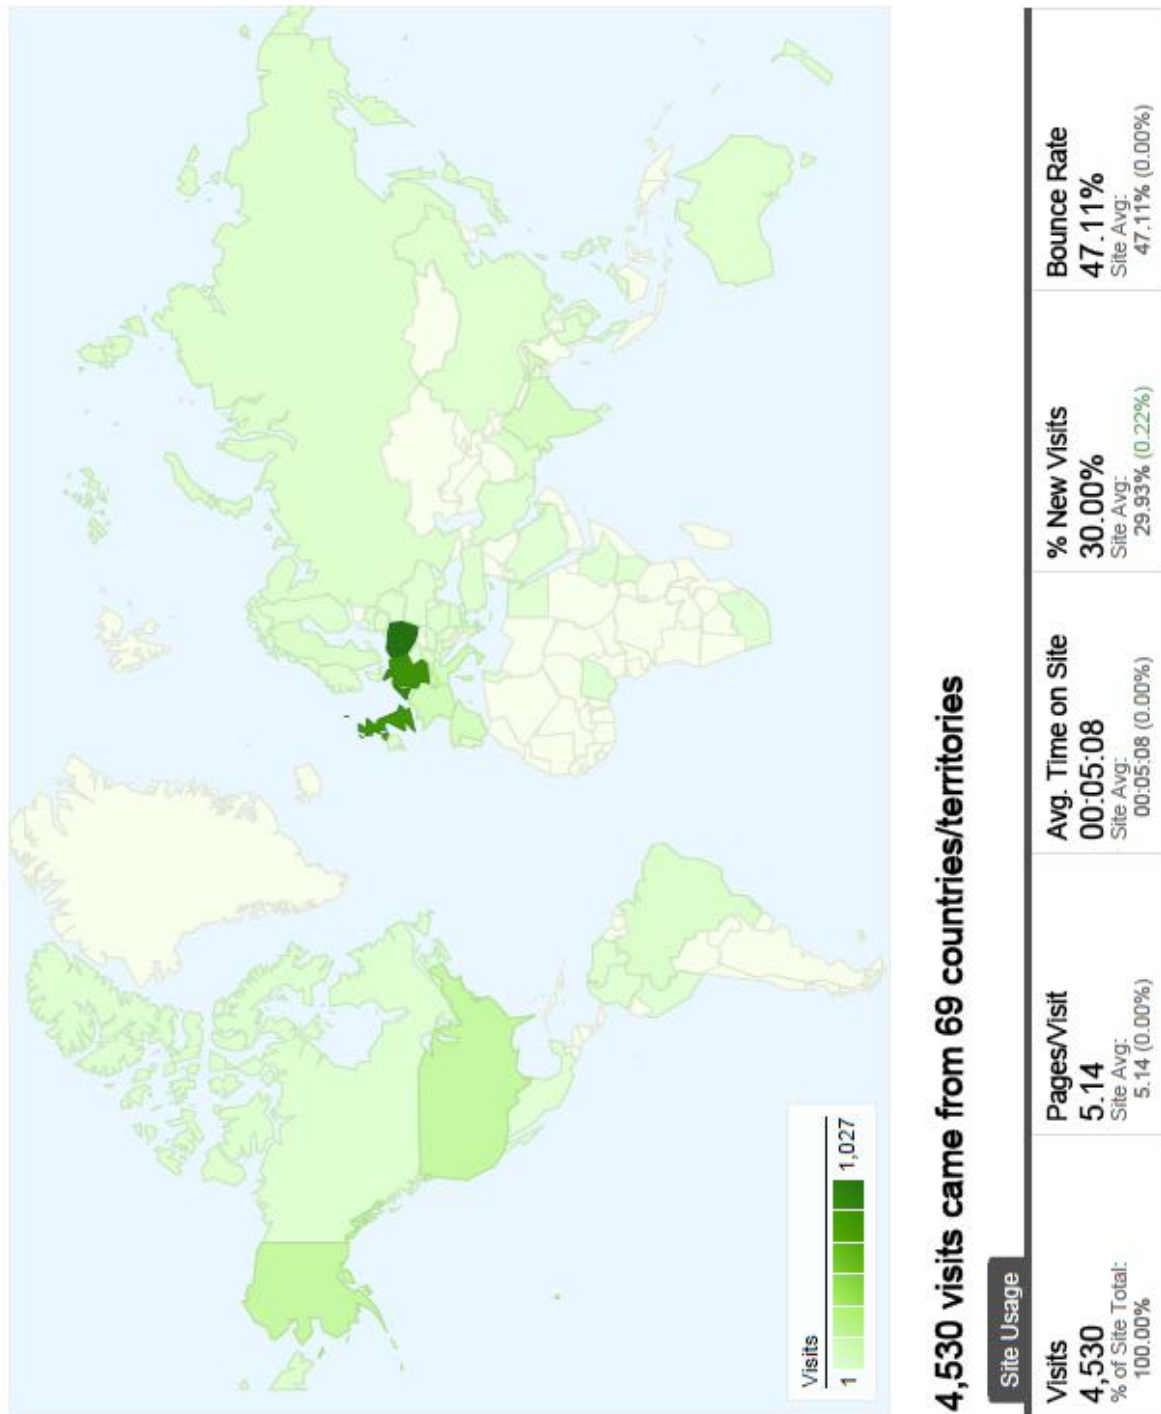 Visits
1 1,027
4,530 visits came from 69 countries/territories
Site Usage
Visits
4,530
% of Site Total:
100.00%
Pages/Visit
5.14
Site Avg:
5.14 (0.00%)
Avg. Time on Site
00:05:08
Site Avg:
00:05:08 (0.00%)
% New Visits
30.00%
Site Avg:
29.93% (0.22%)
Bounce Rate
47.11%
Site Avg:
47.11% (0.00%)